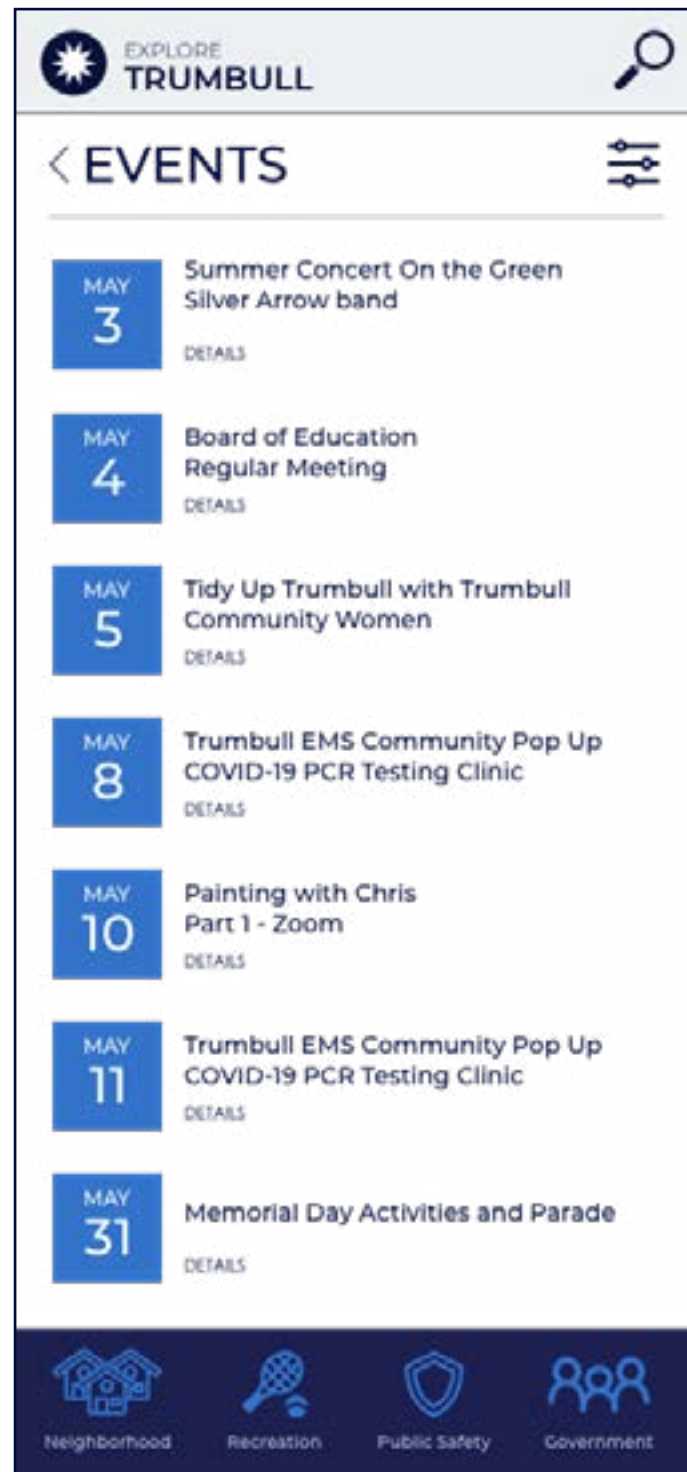 EXPLORE
TRUMBULL
< EVENTS
MAY
3
Summer Concert On the Green
Silver Arrow band
DETAILS
MAY
4
Board of Education
Regular Meeting
DETAILS
MAY
5
Tidy Up Trumbull with Trumbull
Community Women
DETAILS
MAY
8
Trumbull EMS Community Pop Up
COVID-19 PCR Testing Clinic
DETAILS
MAY
10
Painting with Chris
Part 1 - Zoom
DETAILS
MAY
11
Trumbull EMS Community Pop Up
COVID-19 PCR Testing Clinic
DETAILS
MAY
31
Memorial Day Activities and Parade
DETAILS
Neighborhood
Recreation
Public Safety
Government